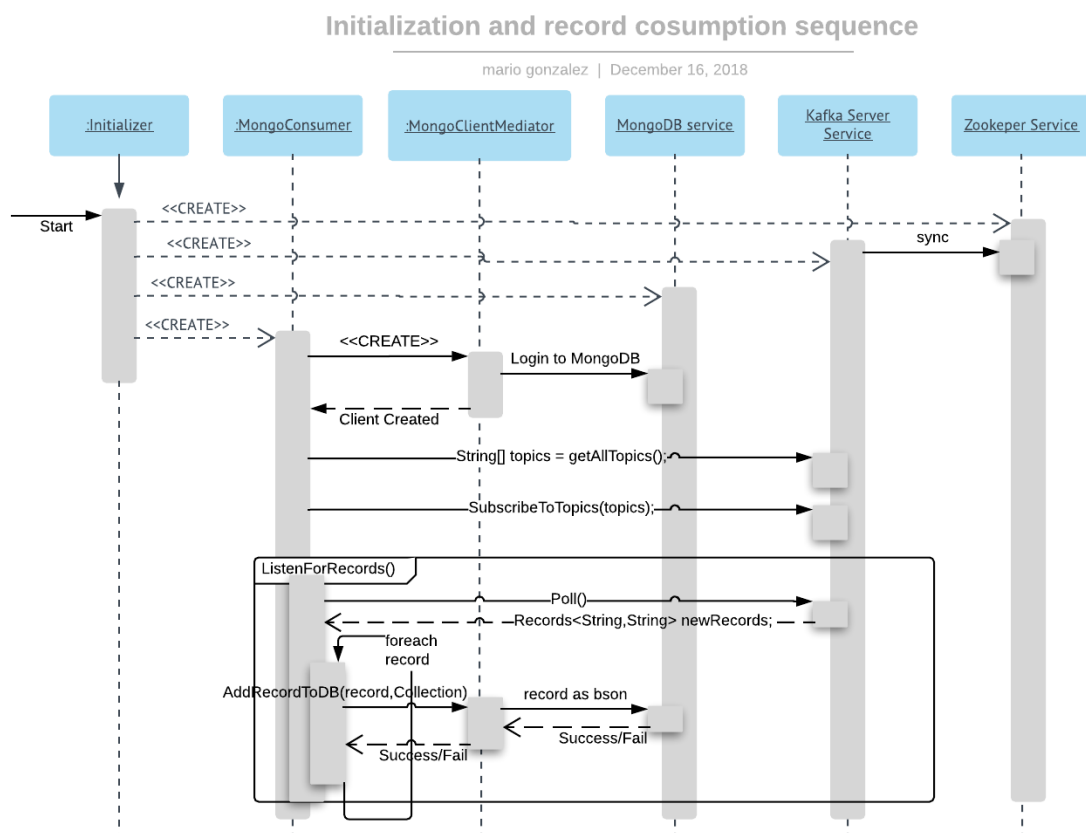 Initialization and record cosumption sequence
mario gonzalez | December 16, 2018
:Initializer
:MongoConsumer
:MongoClientMediator
MongoDB service
Kafka Server
Service
Zookeper Service
Start
<<CREATE>>
<<CREATE>>
sync
<<CREATE>>
<<CREATE>>
<<CREATE>>
Login to MongoDB
Client Created
String[] topics = getAllTopics();
SubscribeToTopics(topics);
ListenForRecords()
Poll()
Records<String,String> newRecords;
foreach
record
AddRecordToDB(record,Collection)
record as bson
Success/Fail
Success/Fail